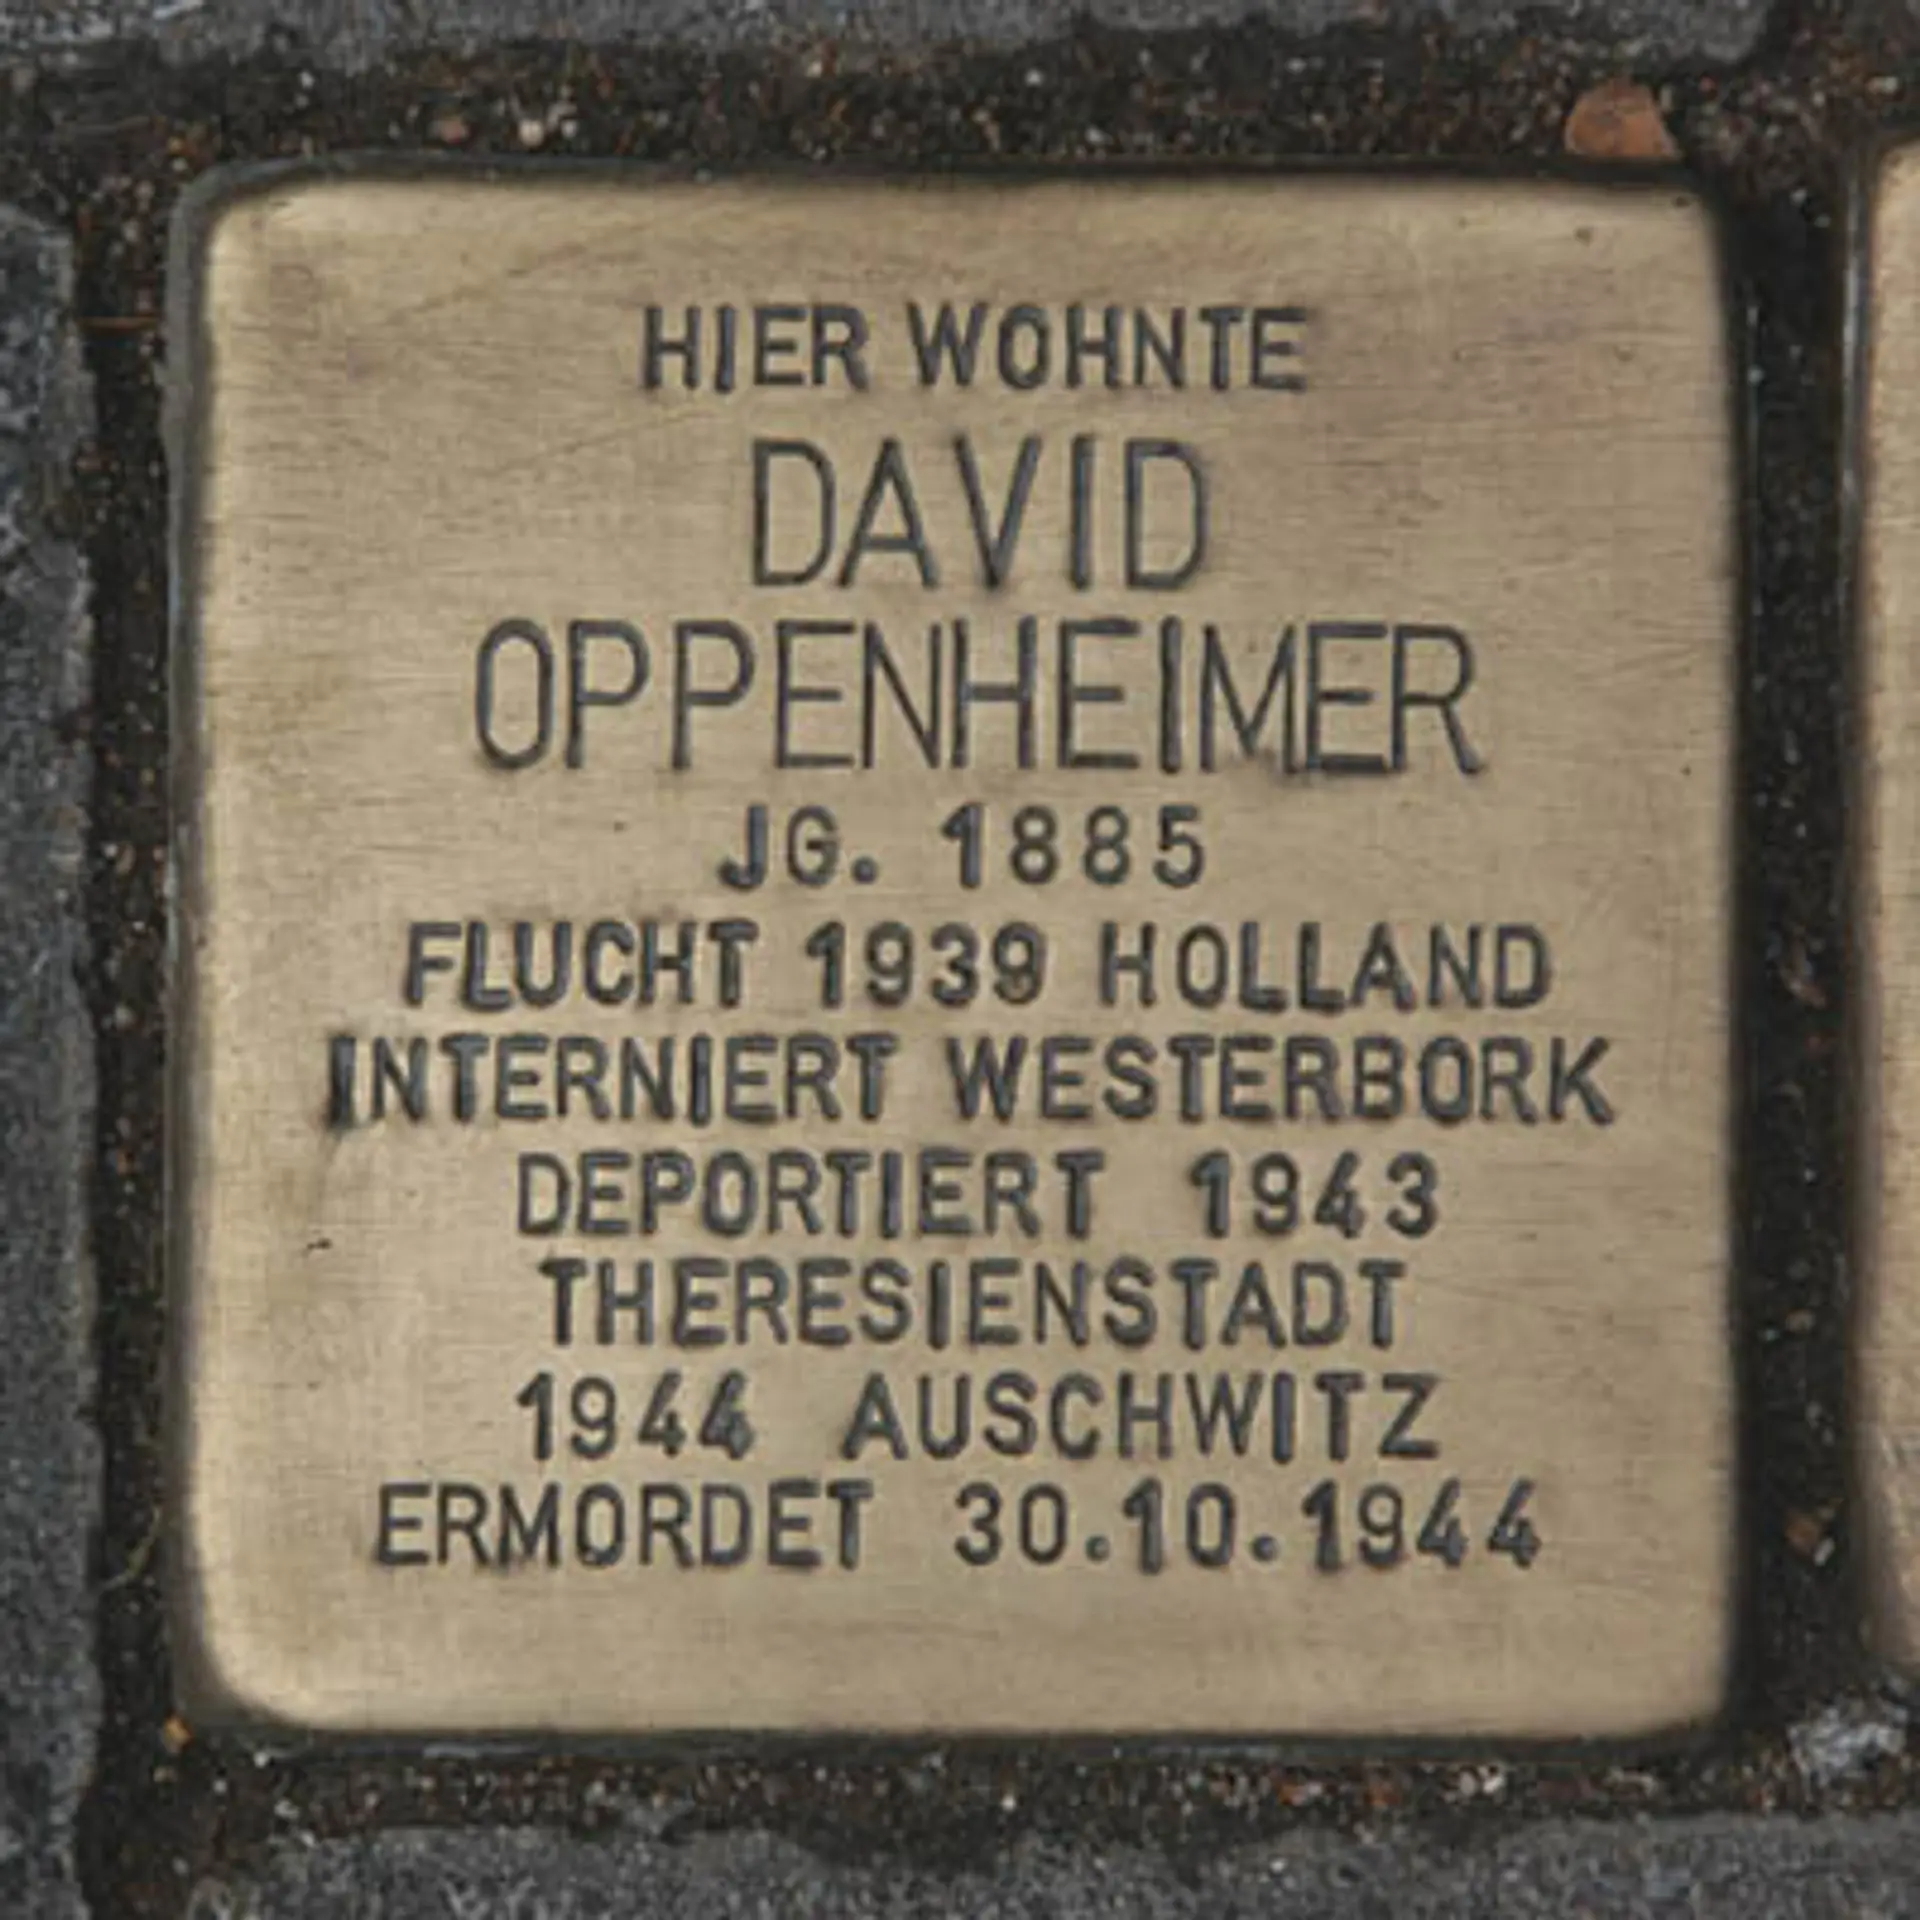 HIER WOHNTE
DAVID
OPPENHEIMER
JG. 1885
FLUCHT 1939 HOLLAND
INTERNIERT WESTERBORK
DEPORTIERT 1943
THERESIENSTADT
1944 AUSCHWITZ
ERMORDET 30.10.1944